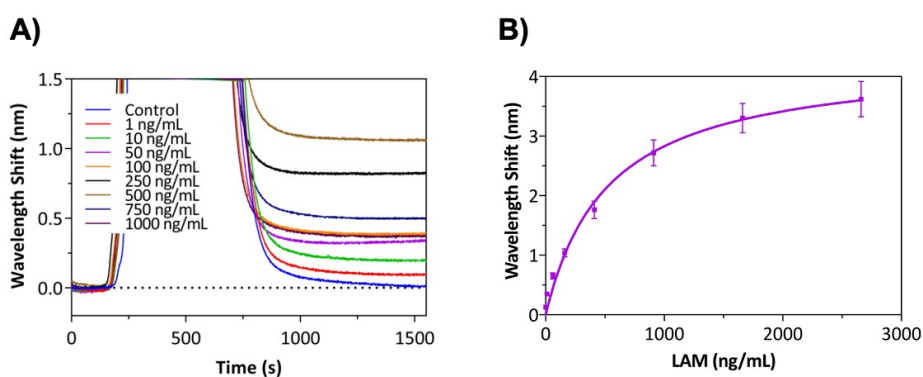 A)
B)
Wavelength Shift (nm)
1.5
1.0
0.5
0.0
Control
1 ng/mL
10 ng/mL
50 ng/mL
100 ng/mL
250 ng/mL
500 ng/mL
750 ng/mL
1000 ng/mL
0
500
1000
1500
Time (s)
Wavelength Shift (nm)
4
3
2
1
0
0
1000
2000
3000
LAM (ng/mL)